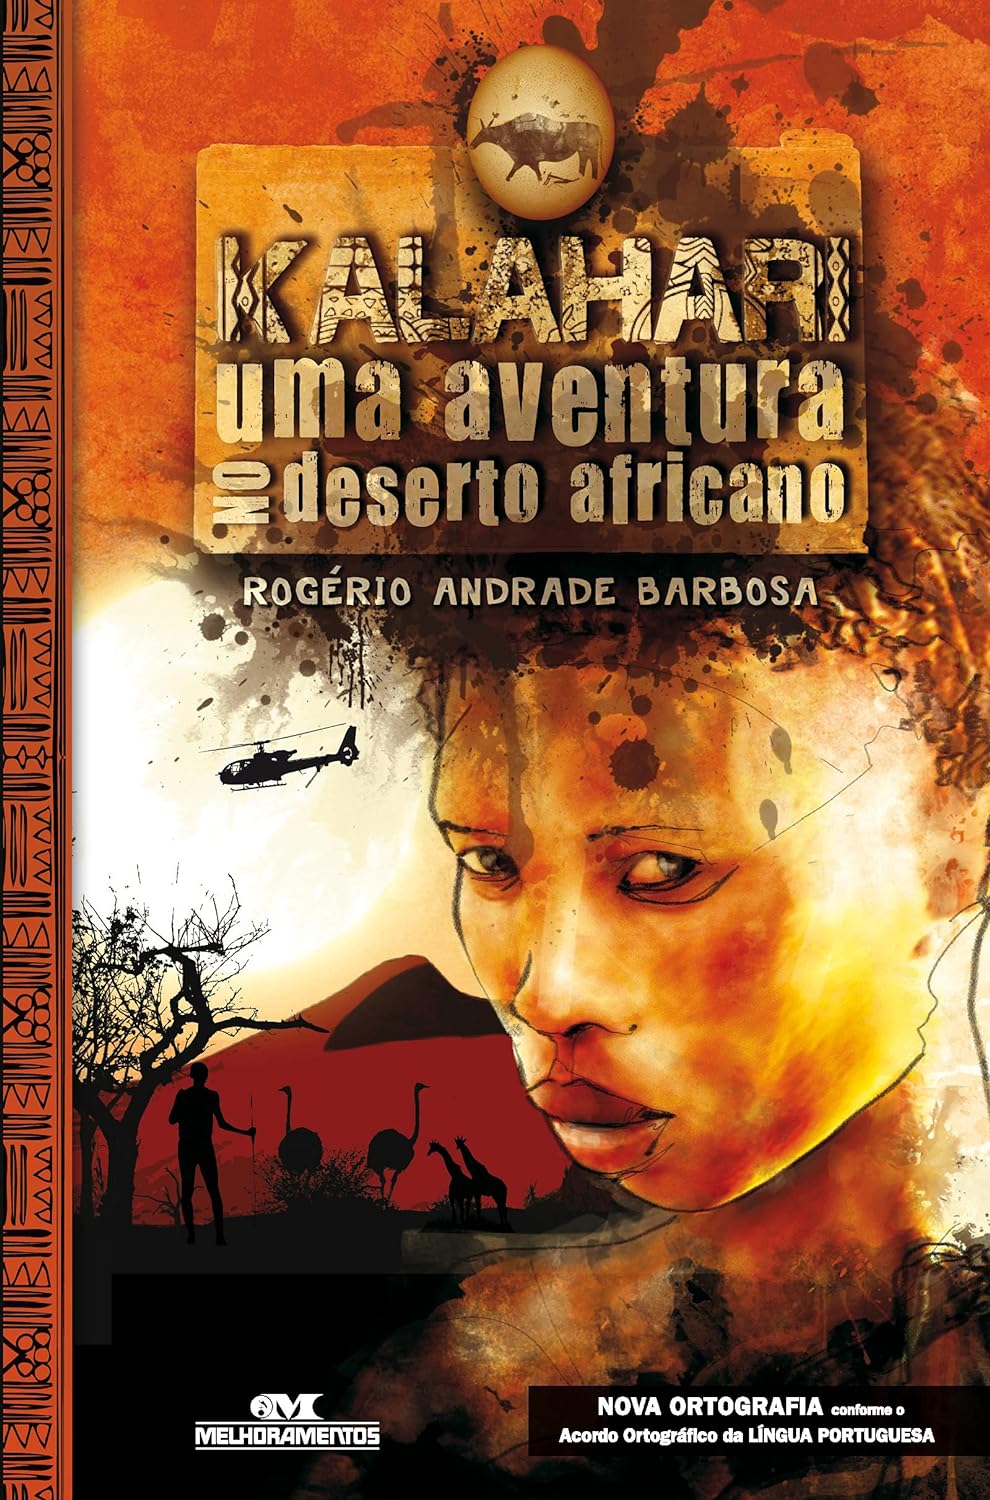 KALAHARI
uma aventura
no deserto africano
ROGÉRIO ANDRADE BARBOSA
MELHORAMENTOS
NOVA ORTOGRAFIA conforme o
Acordo Ortográfico da LÍNGUA PORTUGUESA